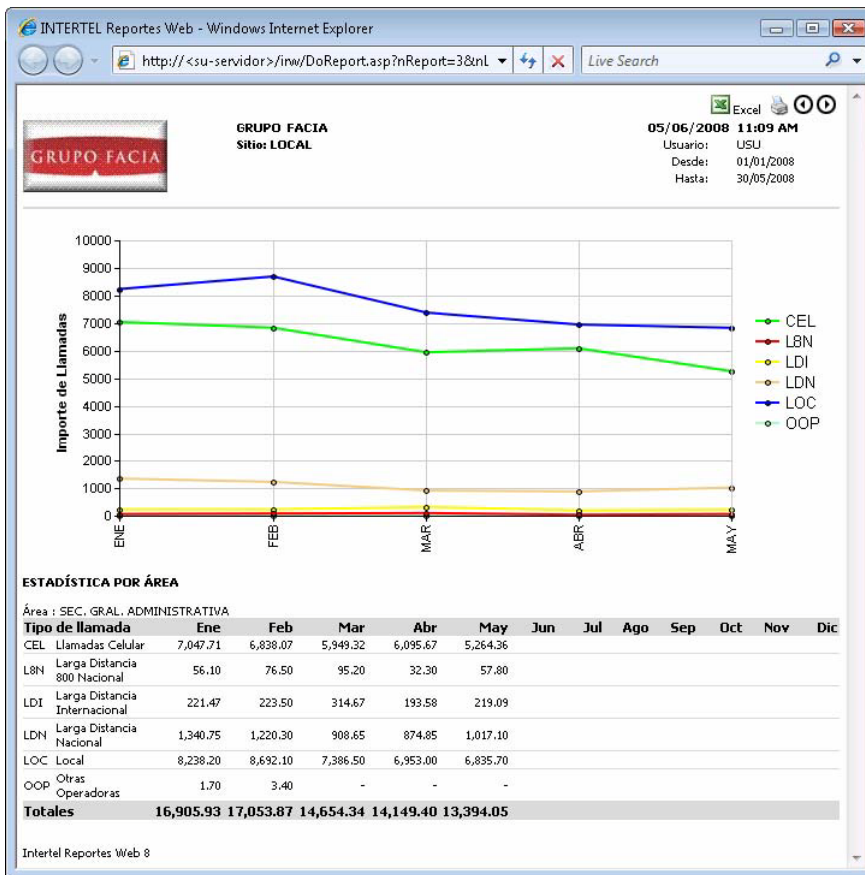 INTERTEL Reportes Web - Windows Internet Explorer
http://<su-servidor>/irw/DoReport.asp?nReport=3&nL
Live Search
Excel
GRUPO FACIA
GRUPO FACIA
Sitio: LOCAL
05/06/2008 11:09 AM
Usuario: USU
Desde: 01/01/2008
Hasta: 30/05/2008
Importe de Llamadas
10000
9000
8000
7000
6000
5000
4000
3000
2000
1000
0
ENE
FEB
MAR
ABR
MAY
CEL
L8N
LDI
LDN
LOC
OOP
ESTADÍSTICA POR ÁREA
Área : SEC. GRAL. ADMINISTRATIVA
Tipo de llamada Ene Feb Mar Abr May Jun Jul Ago Sep Oct Nov Dic
CEL Llamadas Celular 7,047.71 6,838.07 5,949.32 6,095.67 5,264.36
L8N Larga Distancia 800 Nacional 56.10 76.50 95.20 32.30 57.80
LDI Larga Distancia Internacional 221.47 223.50 314.67 193.58 219.09
LDN Larga Distancia Nacional 1,340.75 1,220.30 908.65 874.85 1,017.10
LOC Local 8,238.20 8,692.10 7,386.50 6,953.00 6,835.70
OOP Otras Operadoras 1.70 3.40 - - -
Totales 16,905.93 17,053.87 14,654.34 14,149.40 13,394.05
Intertel Reportes Web 8